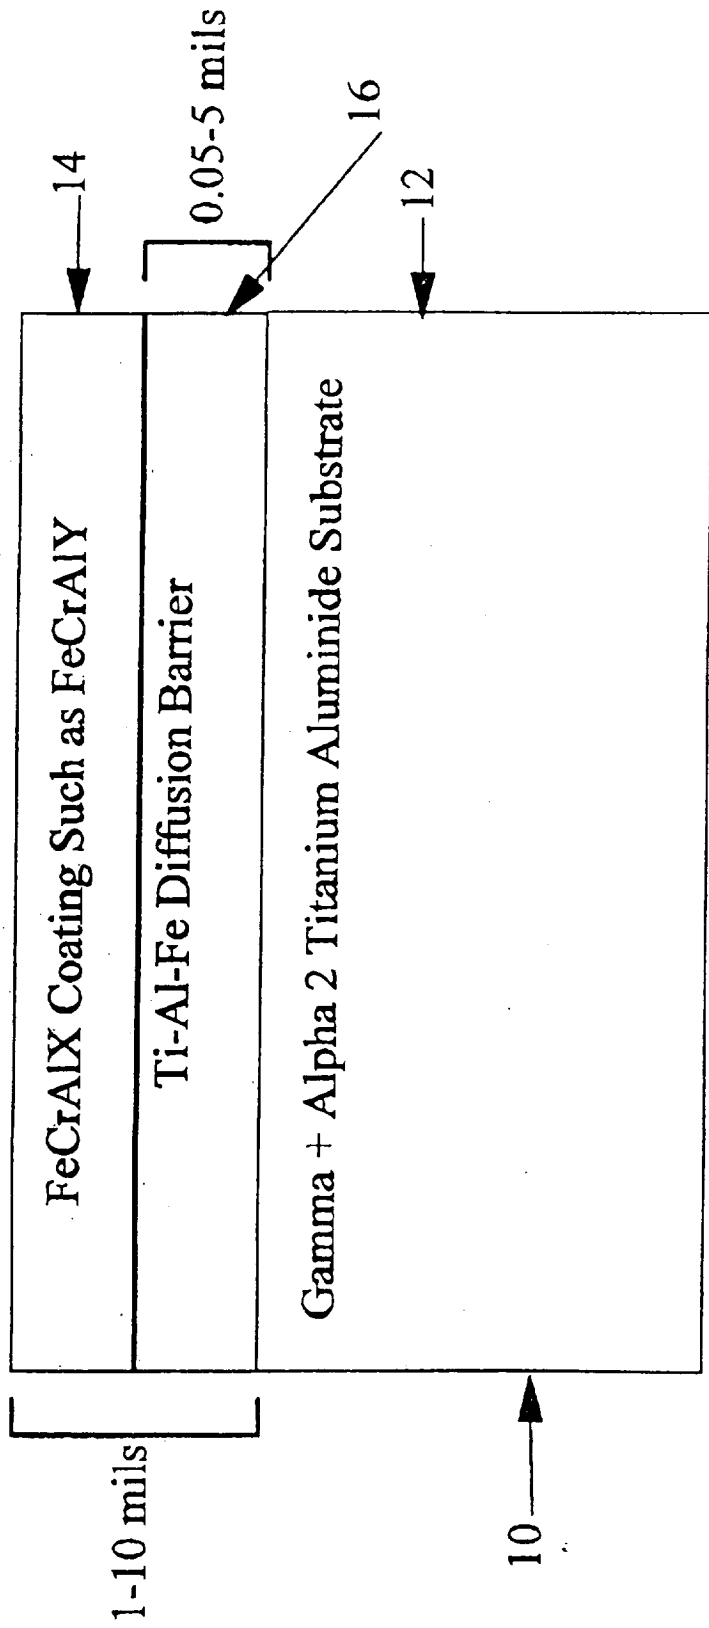 1-10 mils
FeCrAlX Coating Such as FeCrAlY
14
Ti-Al-Fe Diffusion Barrier
0.05-5 mils
16
Gamma + Alpha 2 Titanium Aluminide Substrate
12
10